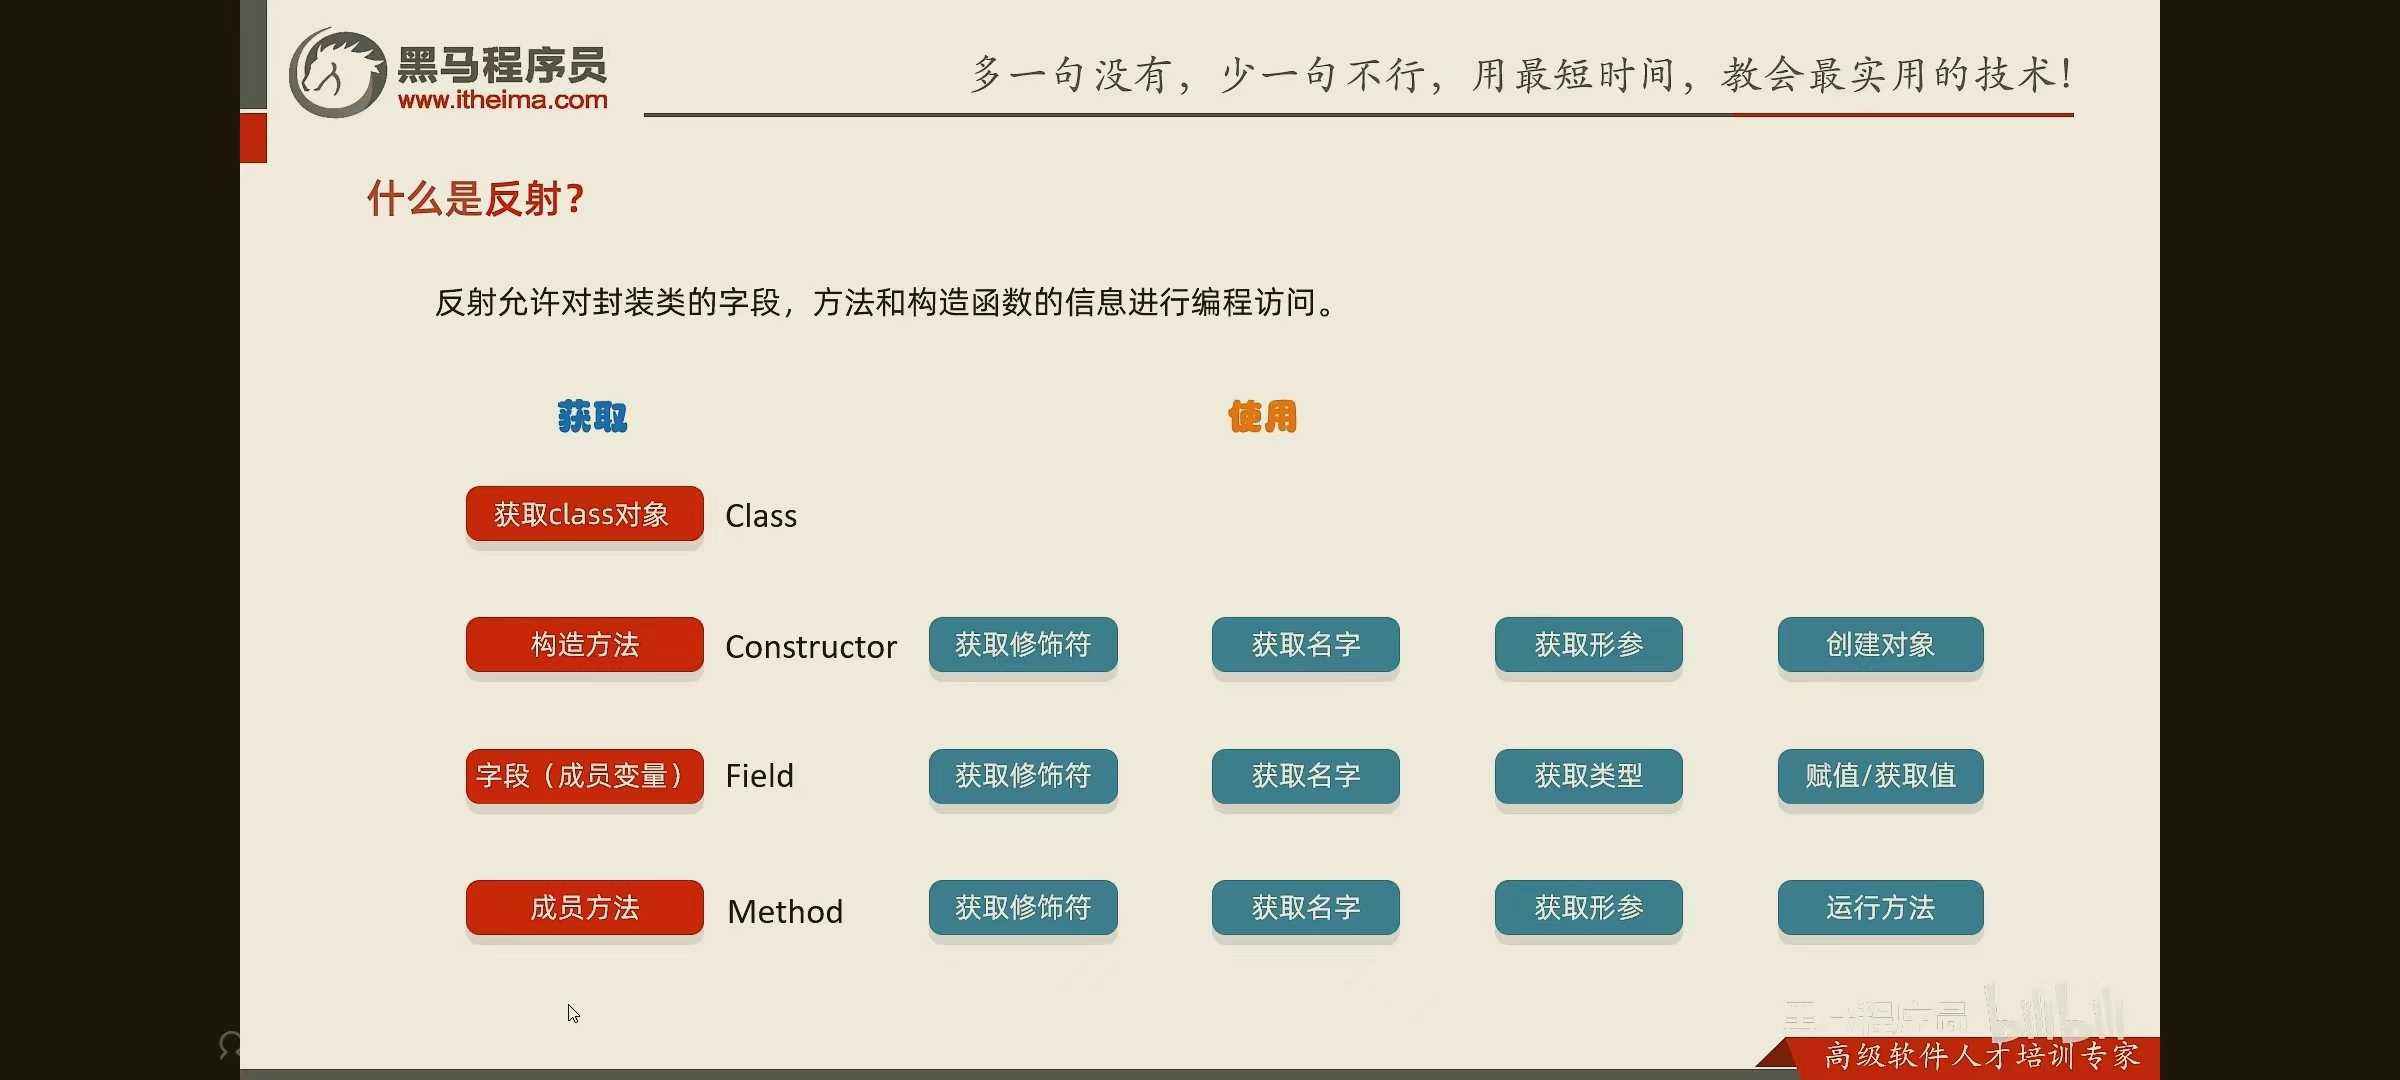 黑马程序员
www.itheima.com
多一句没有，少一句不行，用最短时间，教会最实用的技术！
什么是反射？
反射允许对封装类的字段，方法和构造函数的信息进行编程访问。
获取 使用
获取class对象 Class
构造方法 Constructor 获取修饰符 获取名字 获取形参 创建对象
字段（成员变量） Field 获取修饰符 获取名字 获取类型 赋值/获取值
成员方法 Method 获取修饰符 获取名字 获取形参 运行方法
黑马程序员 bilibili
高级软件人才培训专家